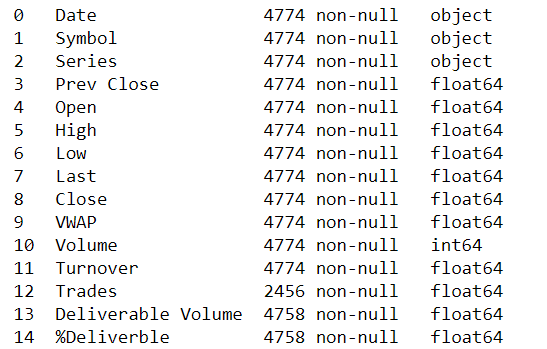 0 Date 4774 non-null object
1 Symbol 4774 non-null object
2 Series 4774 non-null object
3 Prev Close 4774 non-null float64
4 Open 4774 non-null float64
5 High 4774 non-null float64
6 Low 4774 non-null float64
7 Last 4774 non-null float64
8 Close 4774 non-null float64
9 VWAP 4774 non-null float64
10 Volume 4774 non-null int64
11 Turnover 4774 non-null float64
12 Trades 2456 non-null float64
13 Deliverable Volume 4758 non-null float64
14 %Deliverble 4758 non-null float64